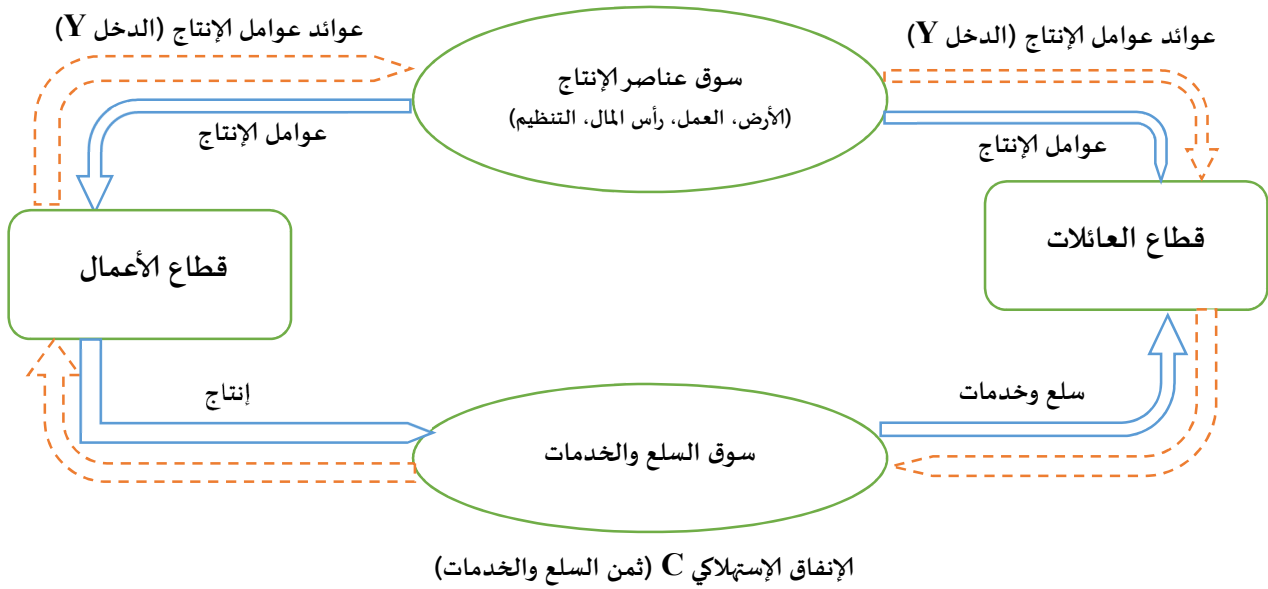 عوائد عوامل الإنتاج (الدخل Y)
عوائد عوامل الإنتاج (الدخل Y)
سوق عناصر الإنتاج
(الأرض، العمل، رأس المال، التنظيم)
عوامل الإنتاج
عوامل الإنتاج
قطاع العائلات
قطاع الأعمال
سلع وخدمات
إنتاج
سوق السلع والخدمات
الإنفاق الإستهلاكي C (ثمن السلع والخدمات)